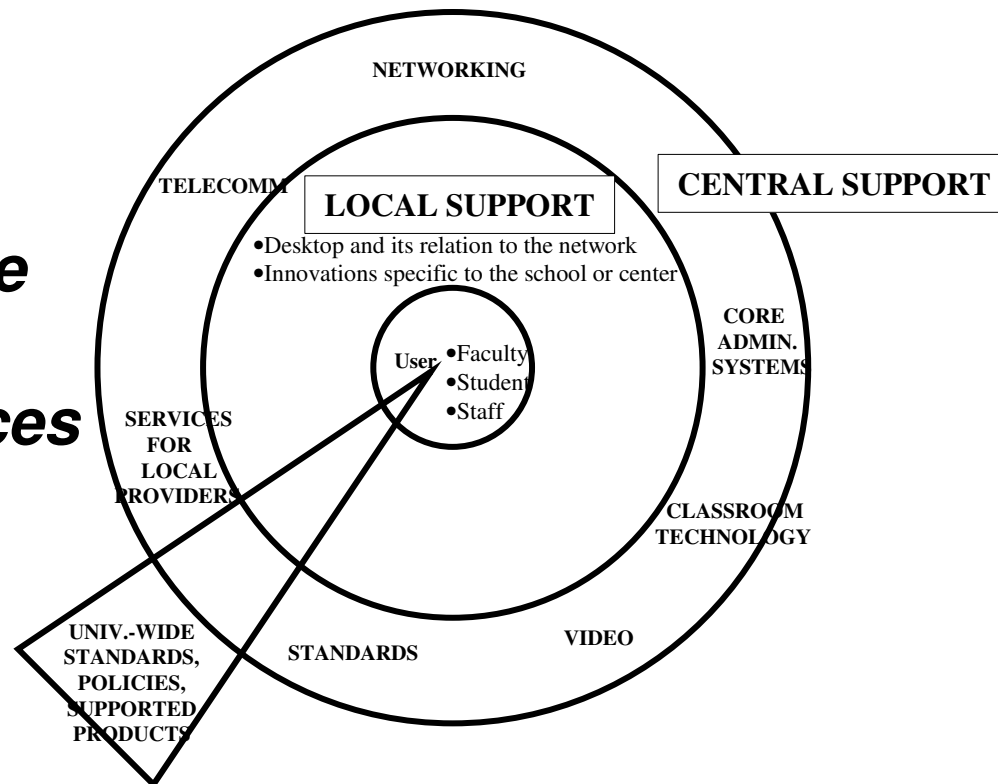 NETWORKING
TELECOMM
CENTRAL SUPPORT
LOCAL SUPPORT
•Desktop and its relation to the network
•Innovations specific to the school or center
CORE
ADMIN.
SYSTEMS
User
•Faculty
•Student
•Staff
SERVICES
FOR
LOCAL
PROVIDERS
CLASSROOM
TECHNOLOGY
VIDEO
STANDARDS
UNIV.-WIDE
STANDARDS,
POLICIES,
SUPPORTED
PRODUCTS